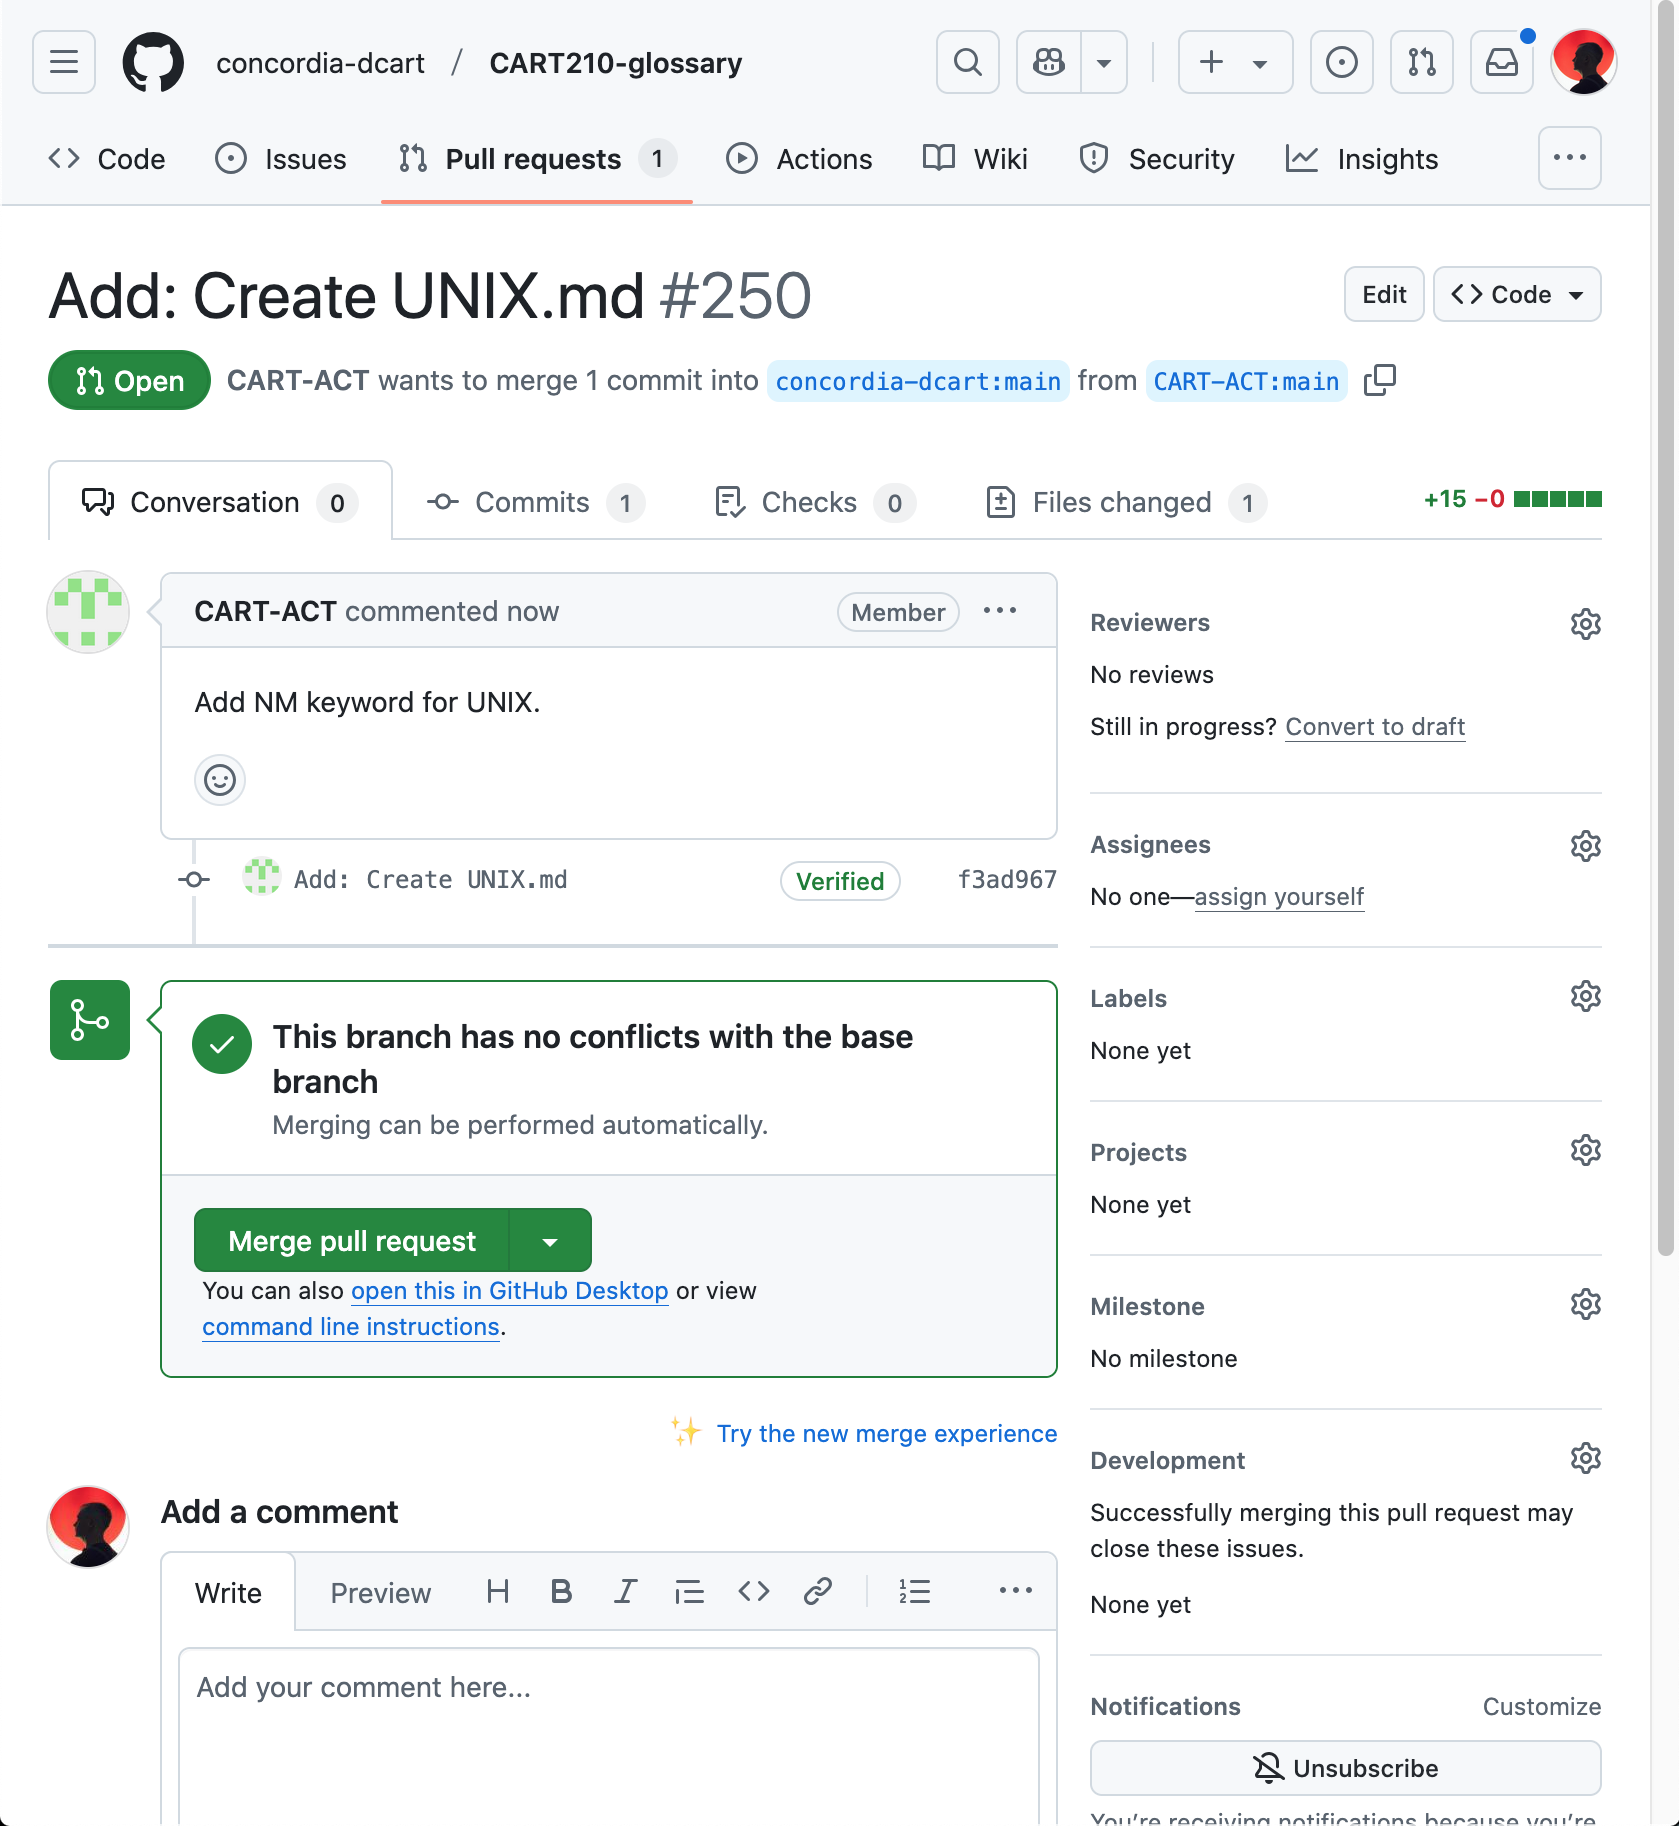 concordia-dcart / CART210-glossary
Code Issues Pull requests 1 Actions Wiki Security Insights
Add: Create UNIX.md #250
Edit Code
Open CART-ACT wants to merge 1 commit into concordia-dcart:main from CART-ACT:main
Conversation 0 Commits 1 Checks 0 Files changed 1 +15 −0
CART-ACT commented now Member
Add NM keyword for UNIX.
Add: Create UNIX.md Verified f3ad967
This branch has no conflicts with the base
branch
Merging can be performed automatically.
Merge pull request
You can also open this in GitHub Desktop or view
command line instructions.
Try the new merge experience
Add a comment
Write Preview
Add your comment here...
Reviewers
No reviews
Still in progress? Convert to draft
Assignees
No one—assign yourself
Labels
None yet
Projects
None yet
Milestone
No milestone
Development
Successfully merging this pull request may
close these issues.
None yet
Notifications Customize
Unsubscribe
You’re receiving notifications because you’re